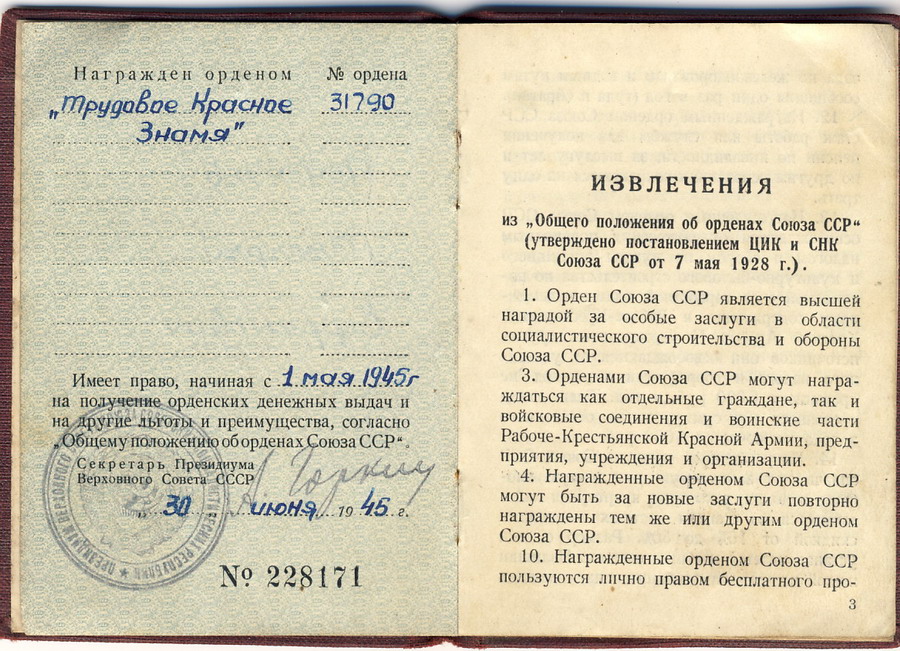 Награжден орденом № ордена
„Трудовое Красное 31790
Знамя"
Имеет право, начиная с 1 мая 1945г
на получение орденских денежных выдач и
на другие льготы и преимущества, согласно
„Общему положению об орденах Союза ССР“.
Секретарь Президиума
Верховного Совета СССР
А Горкин
30 июня 1945 г.
№ 228171
ИЗВЛЕЧЕНИЯ
из „Общего положения об орденах Союза ССР“
(утверждено постановлением ЦИК и СНК
Союза ССР от 7 мая 1928 г.).
1. Орден Союза ССР является высшей
наградой за особые заслуги в области
социалистического строительства и обороны
Союза ССР.
3. Орденами Союза ССР могут награ-
ждаться как отдельные граждане, так и
войсковые соединения и воинские части
Рабоче-Крестьянской Красной Армии, пред-
приятия, учреждения и организации.
4. Награжденные орденом Союза ССР
могут быть за новые заслуги повторно
награждены тем же или другим орденом
Союза ССР.
10. Награжденные орденом Союза ССР
пользуются лично правом бесплатного про-
3